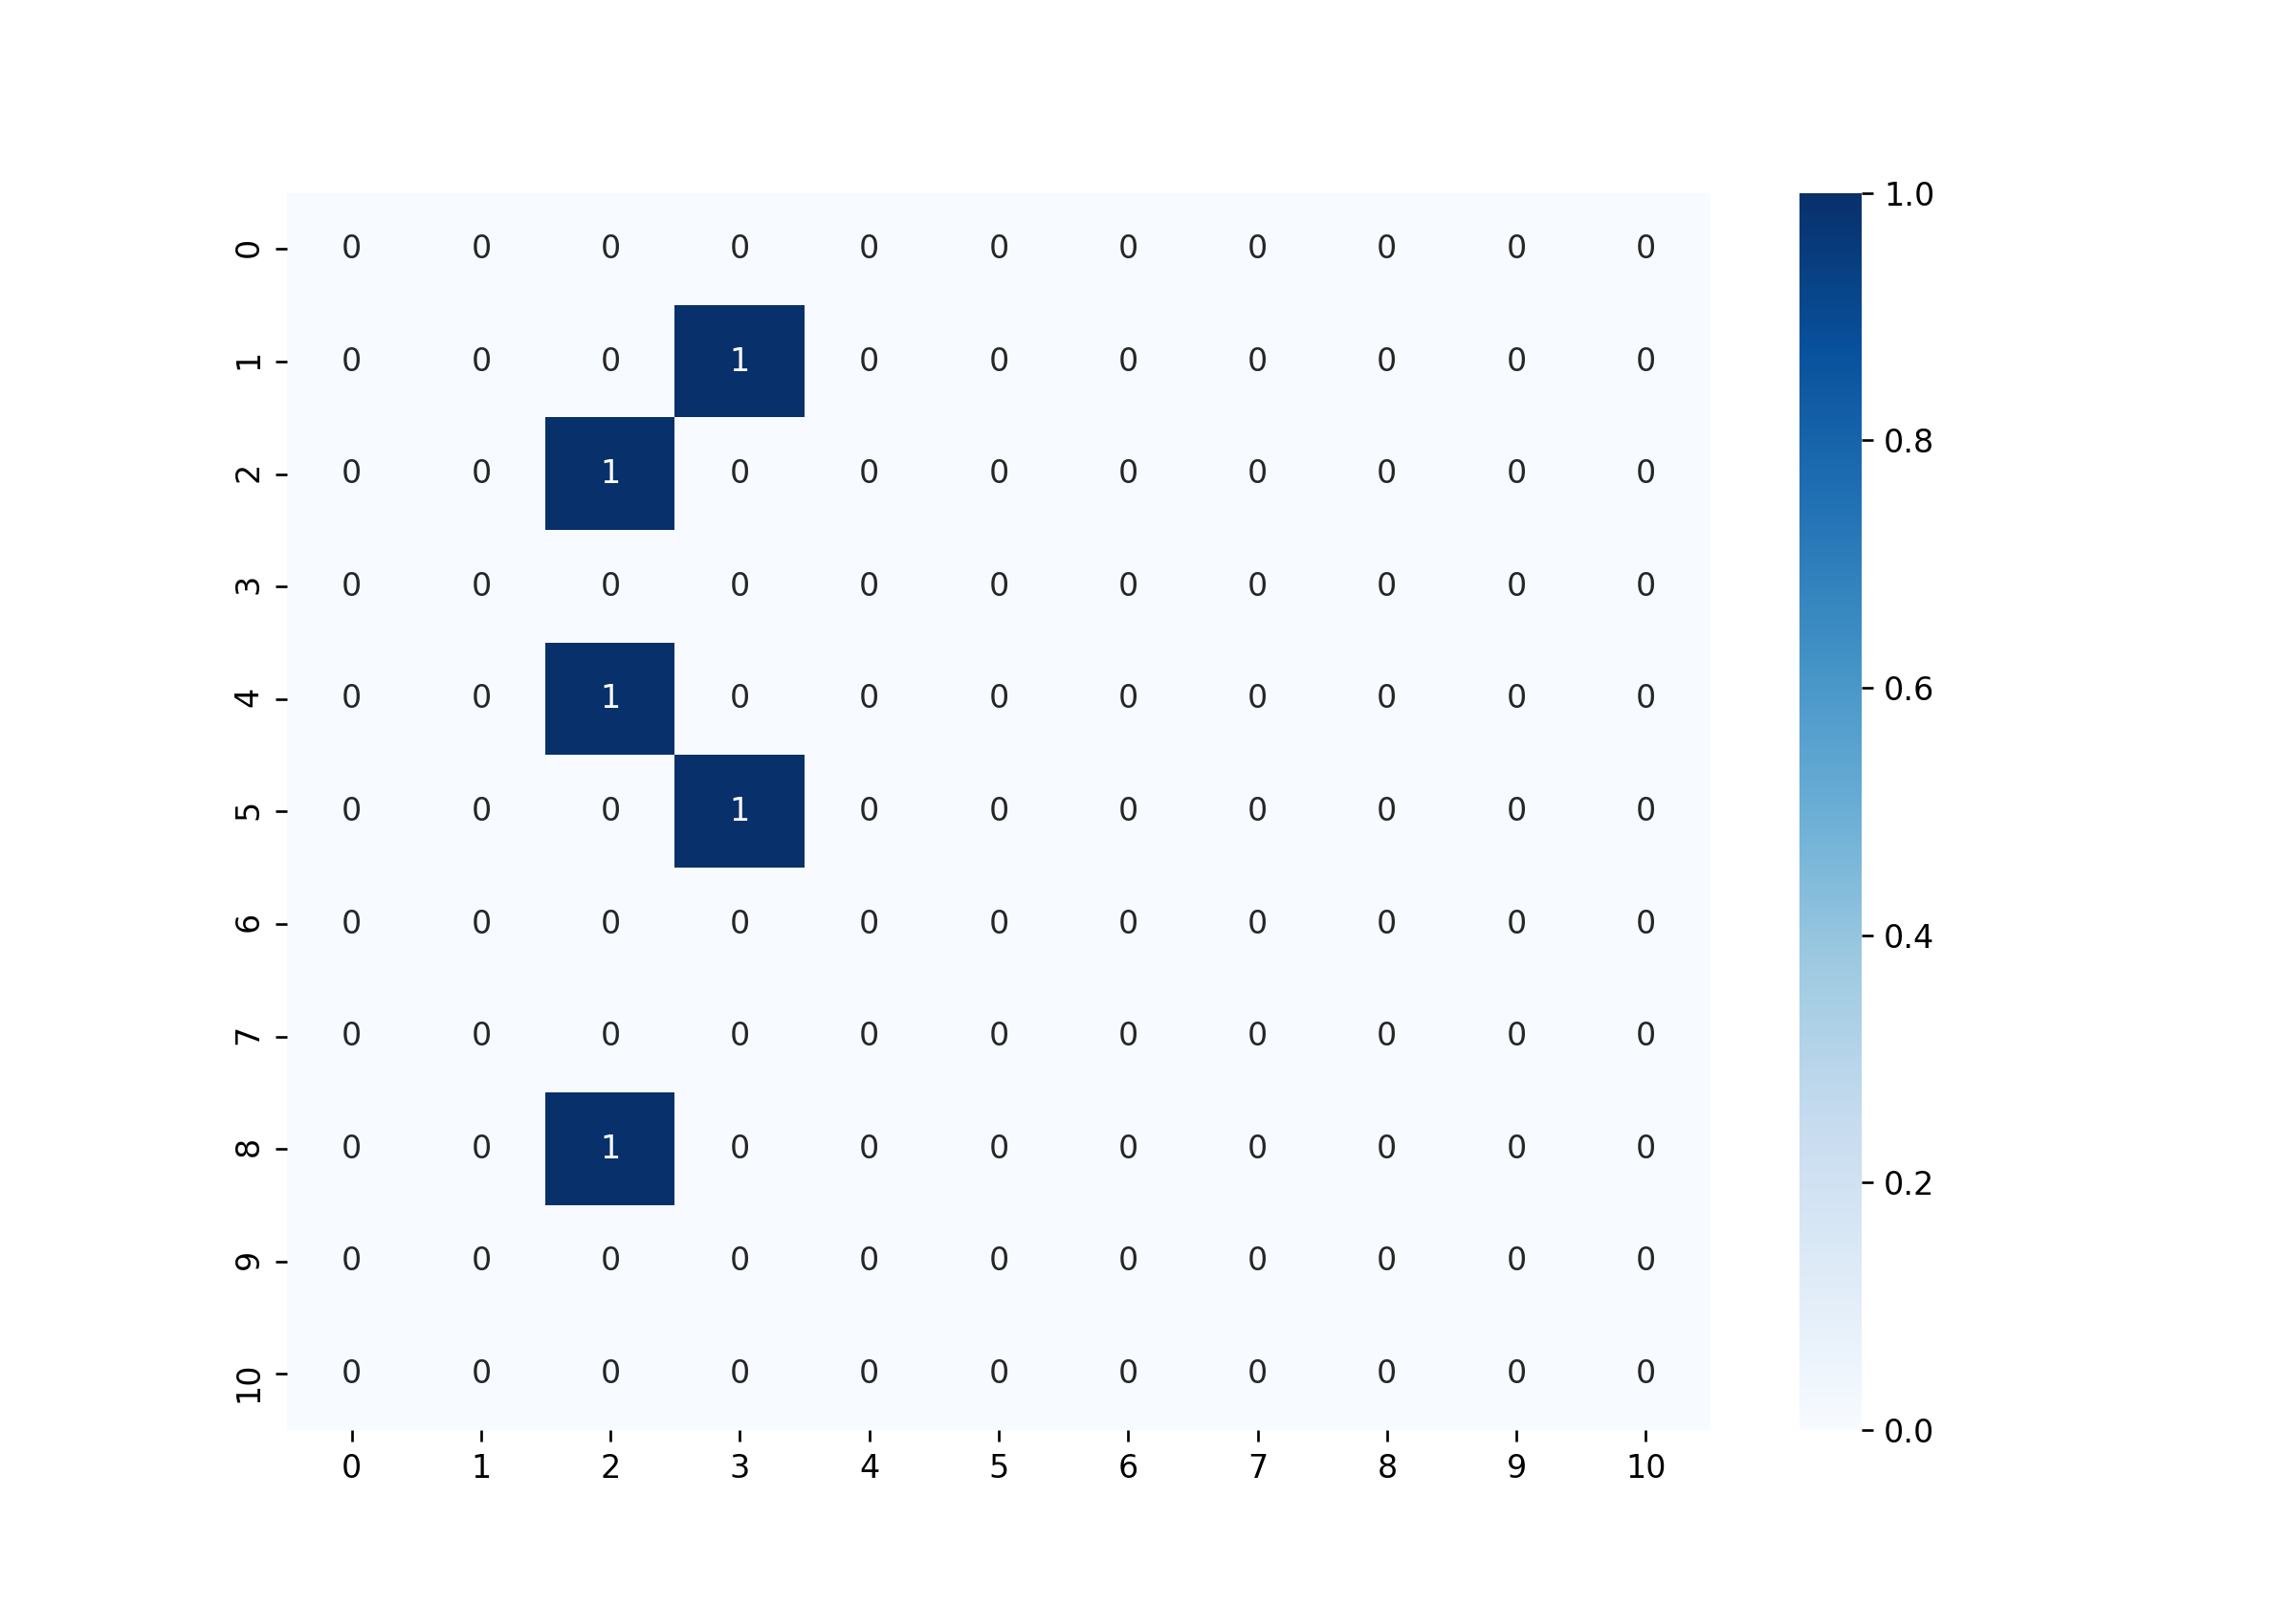 0 0 0 0 0 0 0 0 0 0 0 0
1 0 0 0 1 0 0 0 0 0 0 0
2 0 0 1 0 0 0 0 0 0 0 0
3 0 0 0 0 0 0 0 0 0 0 0
4 0 0 1 0 0 0 0 0 0 0 0
5 0 0 0 1 0 0 0 0 0 0 0
6 0 0 0 0 0 0 0 0 0 0 0
7 0 0 0 0 0 0 0 0 0 0 0
8 0 0 1 0 0 0 0 0 0 0 0
9 0 0 0 0 0 0 0 0 0 0 0
10 0 0 0 0 0 0 0 0 0 0 0
0 1 2 3 4 5 6 7 8 9 10
1.0
0.8
0.6
0.4
0.2
0.0